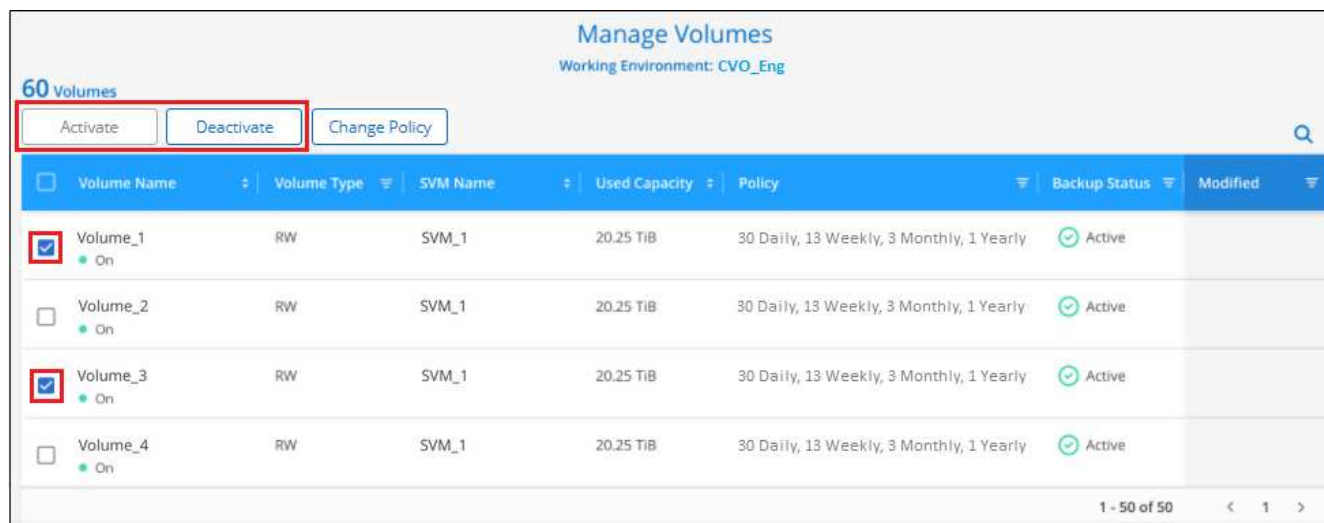 Manage Volumes
Working Environment: CVO_Eng
60 Volumes
Activate Deactivate Change Policy
Volume Name Volume Type SVM Name Used Capacity Policy Backup Status Modified
Volume_1 RW SVM_1 20.25 TiB 30 Daily, 13 Weekly, 3 Monthly, 1 Yearly Active
On
Volume_2 RW SVM_1 20.25 TiB 30 Daily, 13 Weekly, 3 Monthly, 1 Yearly Active
On
Volume_3 RW SVM_1 20.25 TiB 30 Daily, 13 Weekly, 3 Monthly, 1 Yearly Active
On
Volume_4 RW SVM_1 20.25 TiB 30 Daily, 13 Weekly, 3 Monthly, 1 Yearly Active
On
1 - 50 of 50 < 1 >